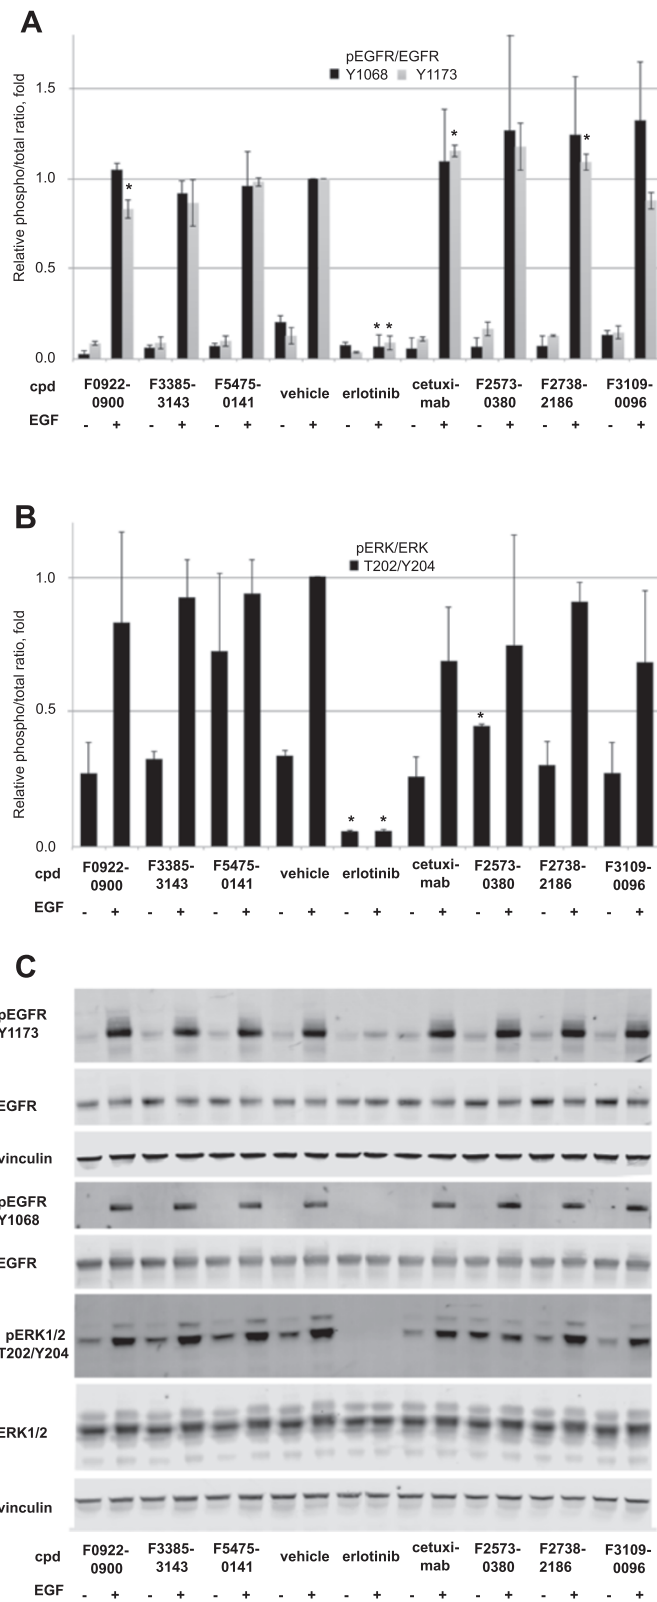 A
pEGFR/EGFR
Y1068 Y1173
Relative phospho/total ratio, fold
1.5
1.0
0.5
0.0
* * * * * 
cpd F0922-0900 F3385-3143 F5475-0141 vehicle erlotinib cetuxi-mab F2573-0380 F2738-2186 F3109-0096
EGF - + - + - + - + - + - + - + - + - +
B
pERK/ERK
T202/Y204
Relative phospho/total ratio, fold
1.0
0.5
0.0
* * *
cpd F0922-0900 F3385-3143 F5475-0141 vehicle erlotinib cetuxi-mab F2573-0380 F2738-2186 F3109-0096
EGF - + - + - + - + - + - + - + - + - +
C
pEGFR
Y1173
EGFR
vinculin
pEGFR
Y1068
EGFR
pERK1/2
T202/Y204
ERK1/2
vinculin
cpd F0922-0900 F3385-3143 F5475-0141 vehicle erlotinib cetuxi-mab F2573-0380 F2738-2186 F3109-0096
EGF - + - + - + - + - + - + - + - + - +